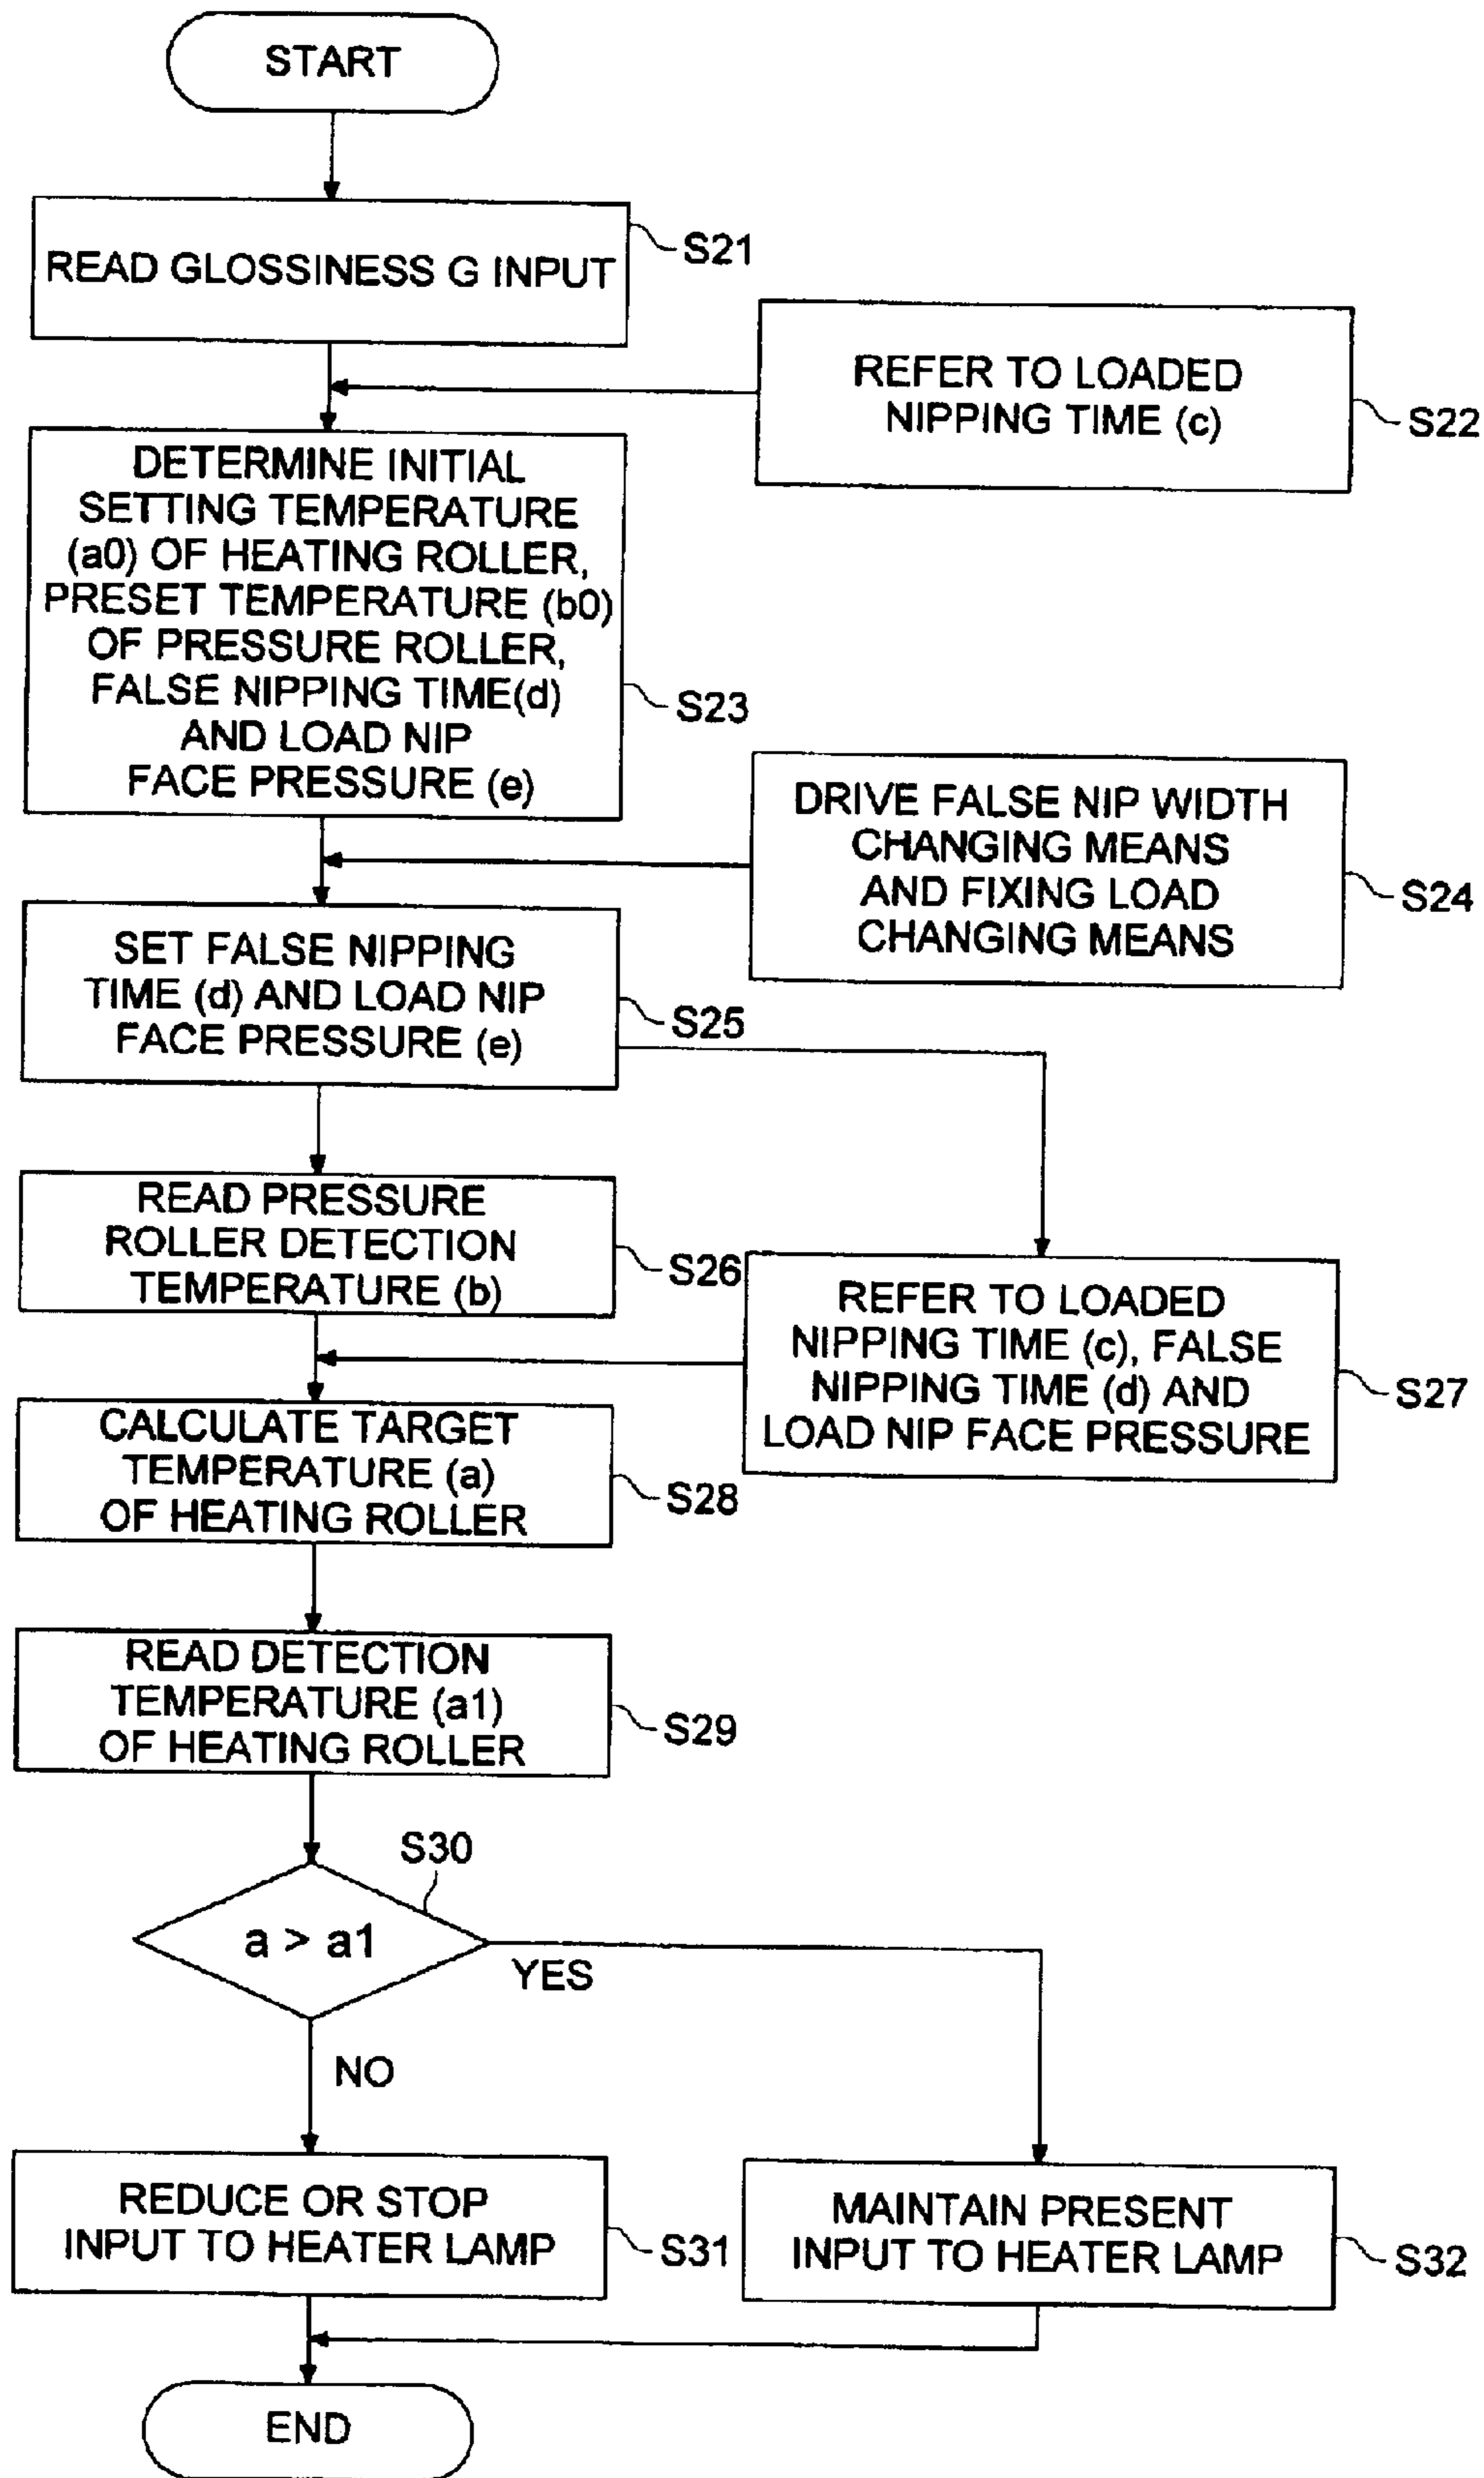 START
READ GLOSSINESS G INPUT
S21
REFER TO LOADED
NIPPING TIME (c)
S22
DETERMINE INITIAL
SETTING TEMPERATURE
(a0) OF HEATING ROLLER,
PRESET TEMPERATURE (b0)
OF PRESSURE ROLLER,
FALSE NIPPING TIME(d)
AND LOAD NIP
FACE PRESSURE (e)
S23
DRIVE FALSE NIP WIDTH
CHANGING MEANS
AND FIXING LOAD
CHANGING MEANS
S24
SET FALSE NIPPING
TIME (d) AND LOAD NIP
FACE PRESSURE (e)
S25
READ PRESSURE
ROLLER DETECTION
TEMPERATURE (b)
S26
REFER TO LOADED
NIPPING TIME (c), FALSE
NIPPING TIME (d) AND
LOAD NIP FACE PRESSURE
S27
CALCULATE TARGET
TEMPERATURE (a)
OF HEATING ROLLER
S28
READ DETECTION
TEMPERATURE (a1)
OF HEATING ROLLER
S29
S30
a > a1
YES
NO
REDUCE OR STOP
INPUT TO HEATER LAMP
S31
MAINTAIN PRESENT
INPUT TO HEATER LAMP
S32
END